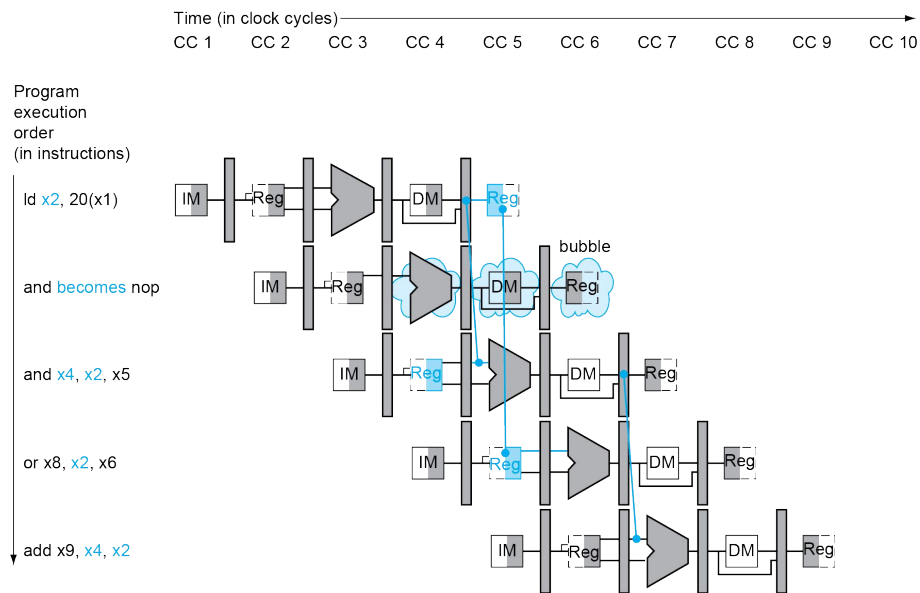 Time (in clock cycles)
CC 1 CC 2 CC 3 CC 4 CC 5 CC 6 CC 7 CC 8 CC 9 CC 10
Program
execution
order
(in instructions)
ld x2, 20(x1)
IM Reg DM Reg
bubble
and becomes nop
IM Reg DM Reg
and x4, x2, x5
IM Reg DM Reg
or x8, x2, x6
IM Reg DM Reg
add x9, x4, x2
IM Reg DM Reg